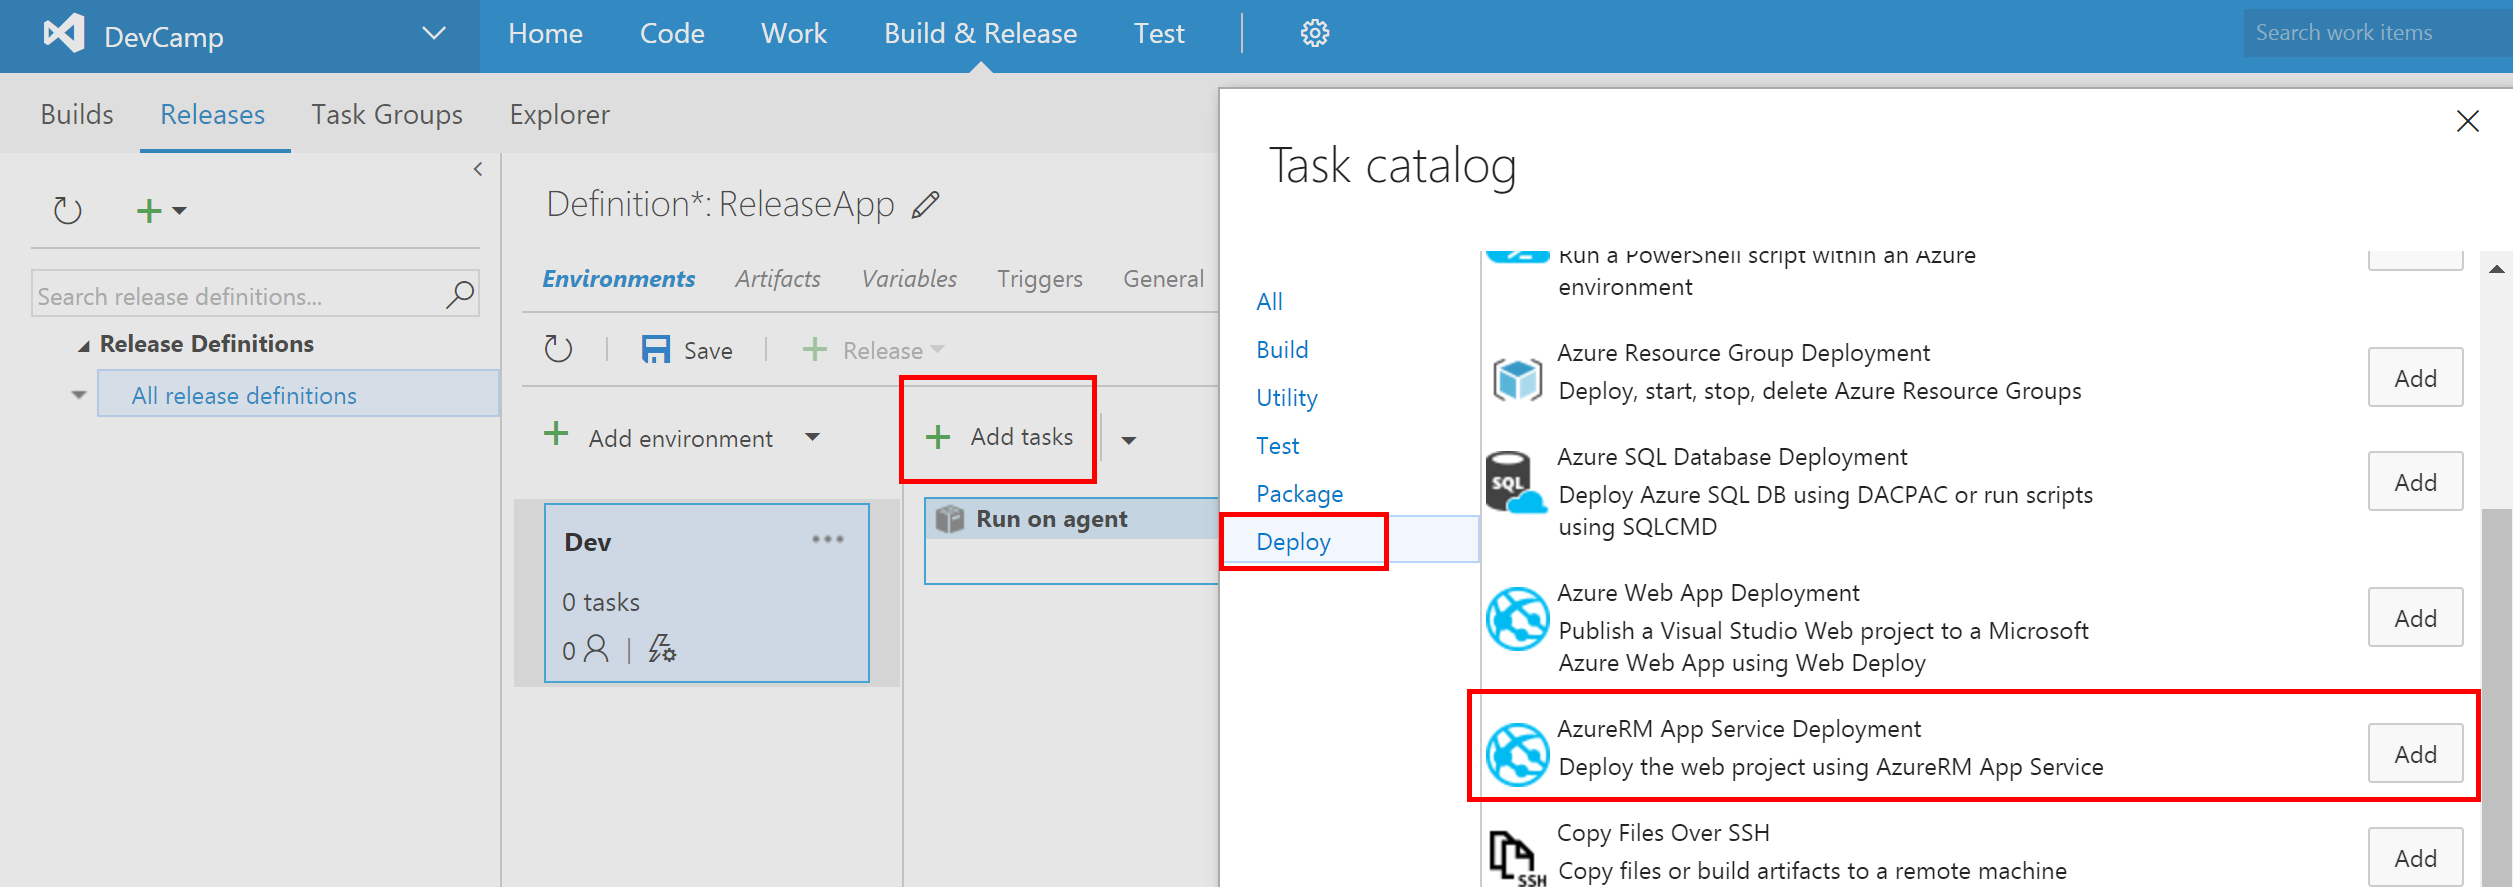 DevCamp
Home Code Work Build & Release Test
Search work items
Builds Releases Task Groups Explorer
Search release definitions...
Release Definitions
All release definitions
Definition*: ReleaseApp
Environments Artifacts Variables Triggers General
Save Release
Add environment
Add tasks
Dev
0 tasks
0
Run on agent
Task catalog
All
Build
Utility
Test
Package
Deploy
Run a PowerShell script within an Azure
environment
Azure Resource Group Deployment
Deploy, start, stop, delete Azure Resource Groups
Add
Azure SQL Database Deployment
Deploy Azure SQL DB using DACPAC or run scripts
using SQLCMD
SQL
Add
Azure Web App Deployment
Publish a Visual Studio Web project to a Microsoft
Azure Web App using Web Deploy
Add
AzureRM App Service Deployment
Deploy the web project using AzureRM App Service
Add
Copy Files Over SSH
Copy files or build artifacts to a remote machine
SSH
Add